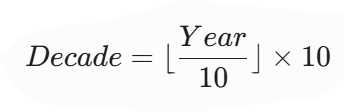 Decade = ⌊Year/10⌋ × 10